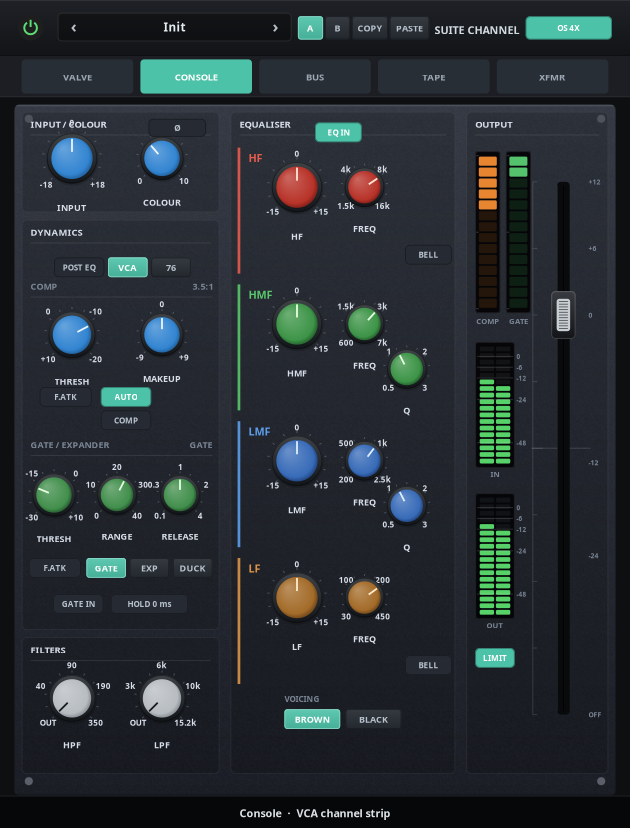 ‹ Init › A B COPY PASTE SUITE CHANNEL OS 4X
VALVE CONSOLE BUS TAPE XFMR
INPUT / COLOUR
0
Ø
-18 +18 0 10
INPUT COLOUR
DYNAMICS
POST EQ VCA 76
COMP 3.5:1
0 -10 0
+10 -20 -9 +9
THRESH MAKEUP
F.ATK AUTO
COMP
GATE / EXPANDER GATE
-15 0 20 1
10 30 0.3 2
-30 +10 0 40 0.1 4
THRESH RANGE RELEASE
F.ATK GATE EXP DUCK
GATE IN HOLD 0 ms
FILTERS
90 6k
40 190 3k 10k
OUT 350 OUT 15.2k
HPF LPF
EQUALISER
EQ IN
HF
0
4k 8k
-15 +15 1.5k 16k
HF FREQ
BELL
HMF
0
1.5k 3k
-15 +15 600 7k
HMF FREQ
1 2
0.5 3
Q
LMF
0
500 1k
-15 +15 200 2.5k
LMF FREQ
1 2
0.5 3
Q
LF
0
100 200
-15 +15 30 450
LF FREQ
BELL
VOICING
BROWN BLACK
OUTPUT
COMP GATE
0
-6
-12
-48
IN
0
-6
-12
-48
OUT
LIMIT
+12
+6
0
-12
-24
OFF
Console · VCA channel strip